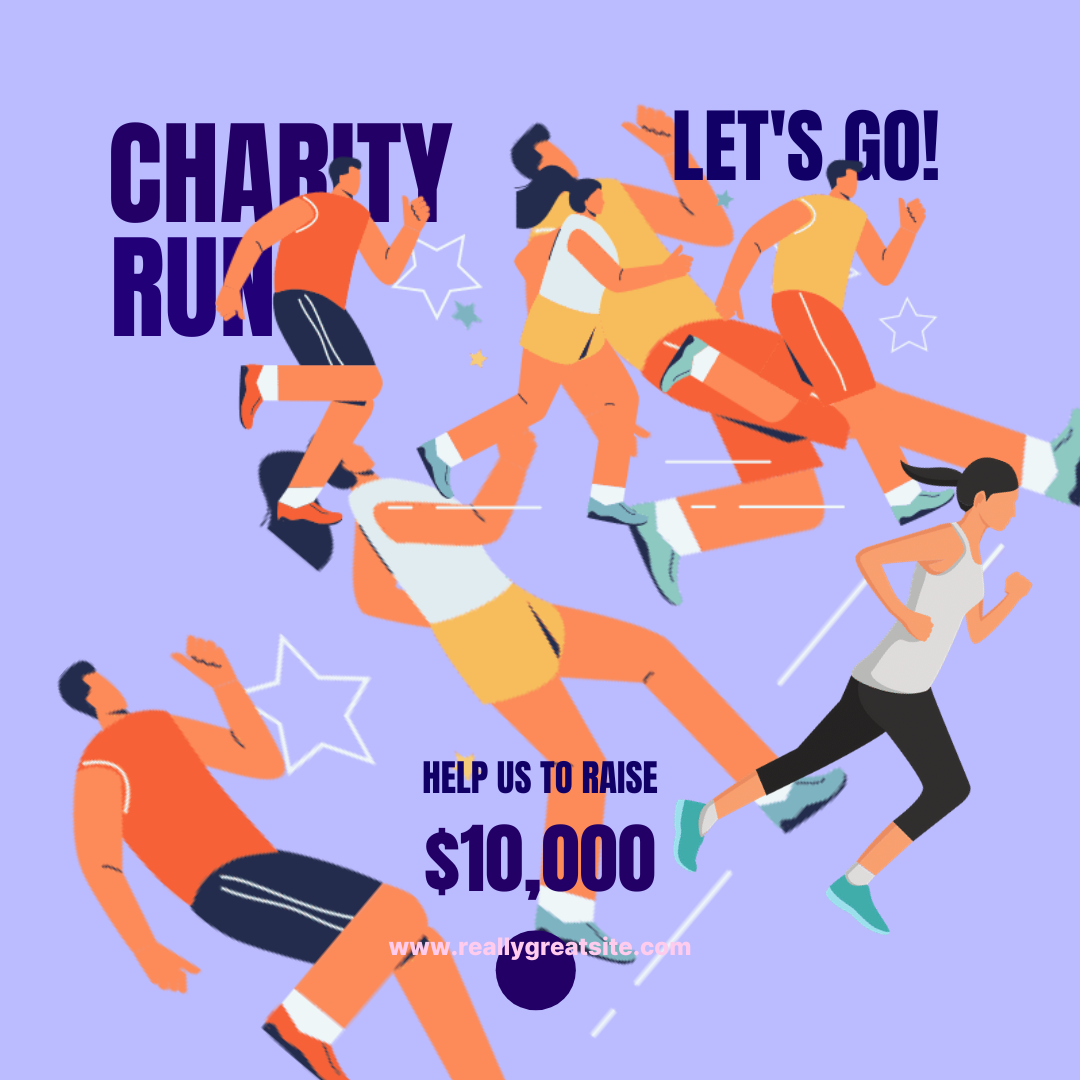 CHARITY
RUN
LET'S GO!
HELP US TO RAISE
$10,000
www.reallygreatsite.com